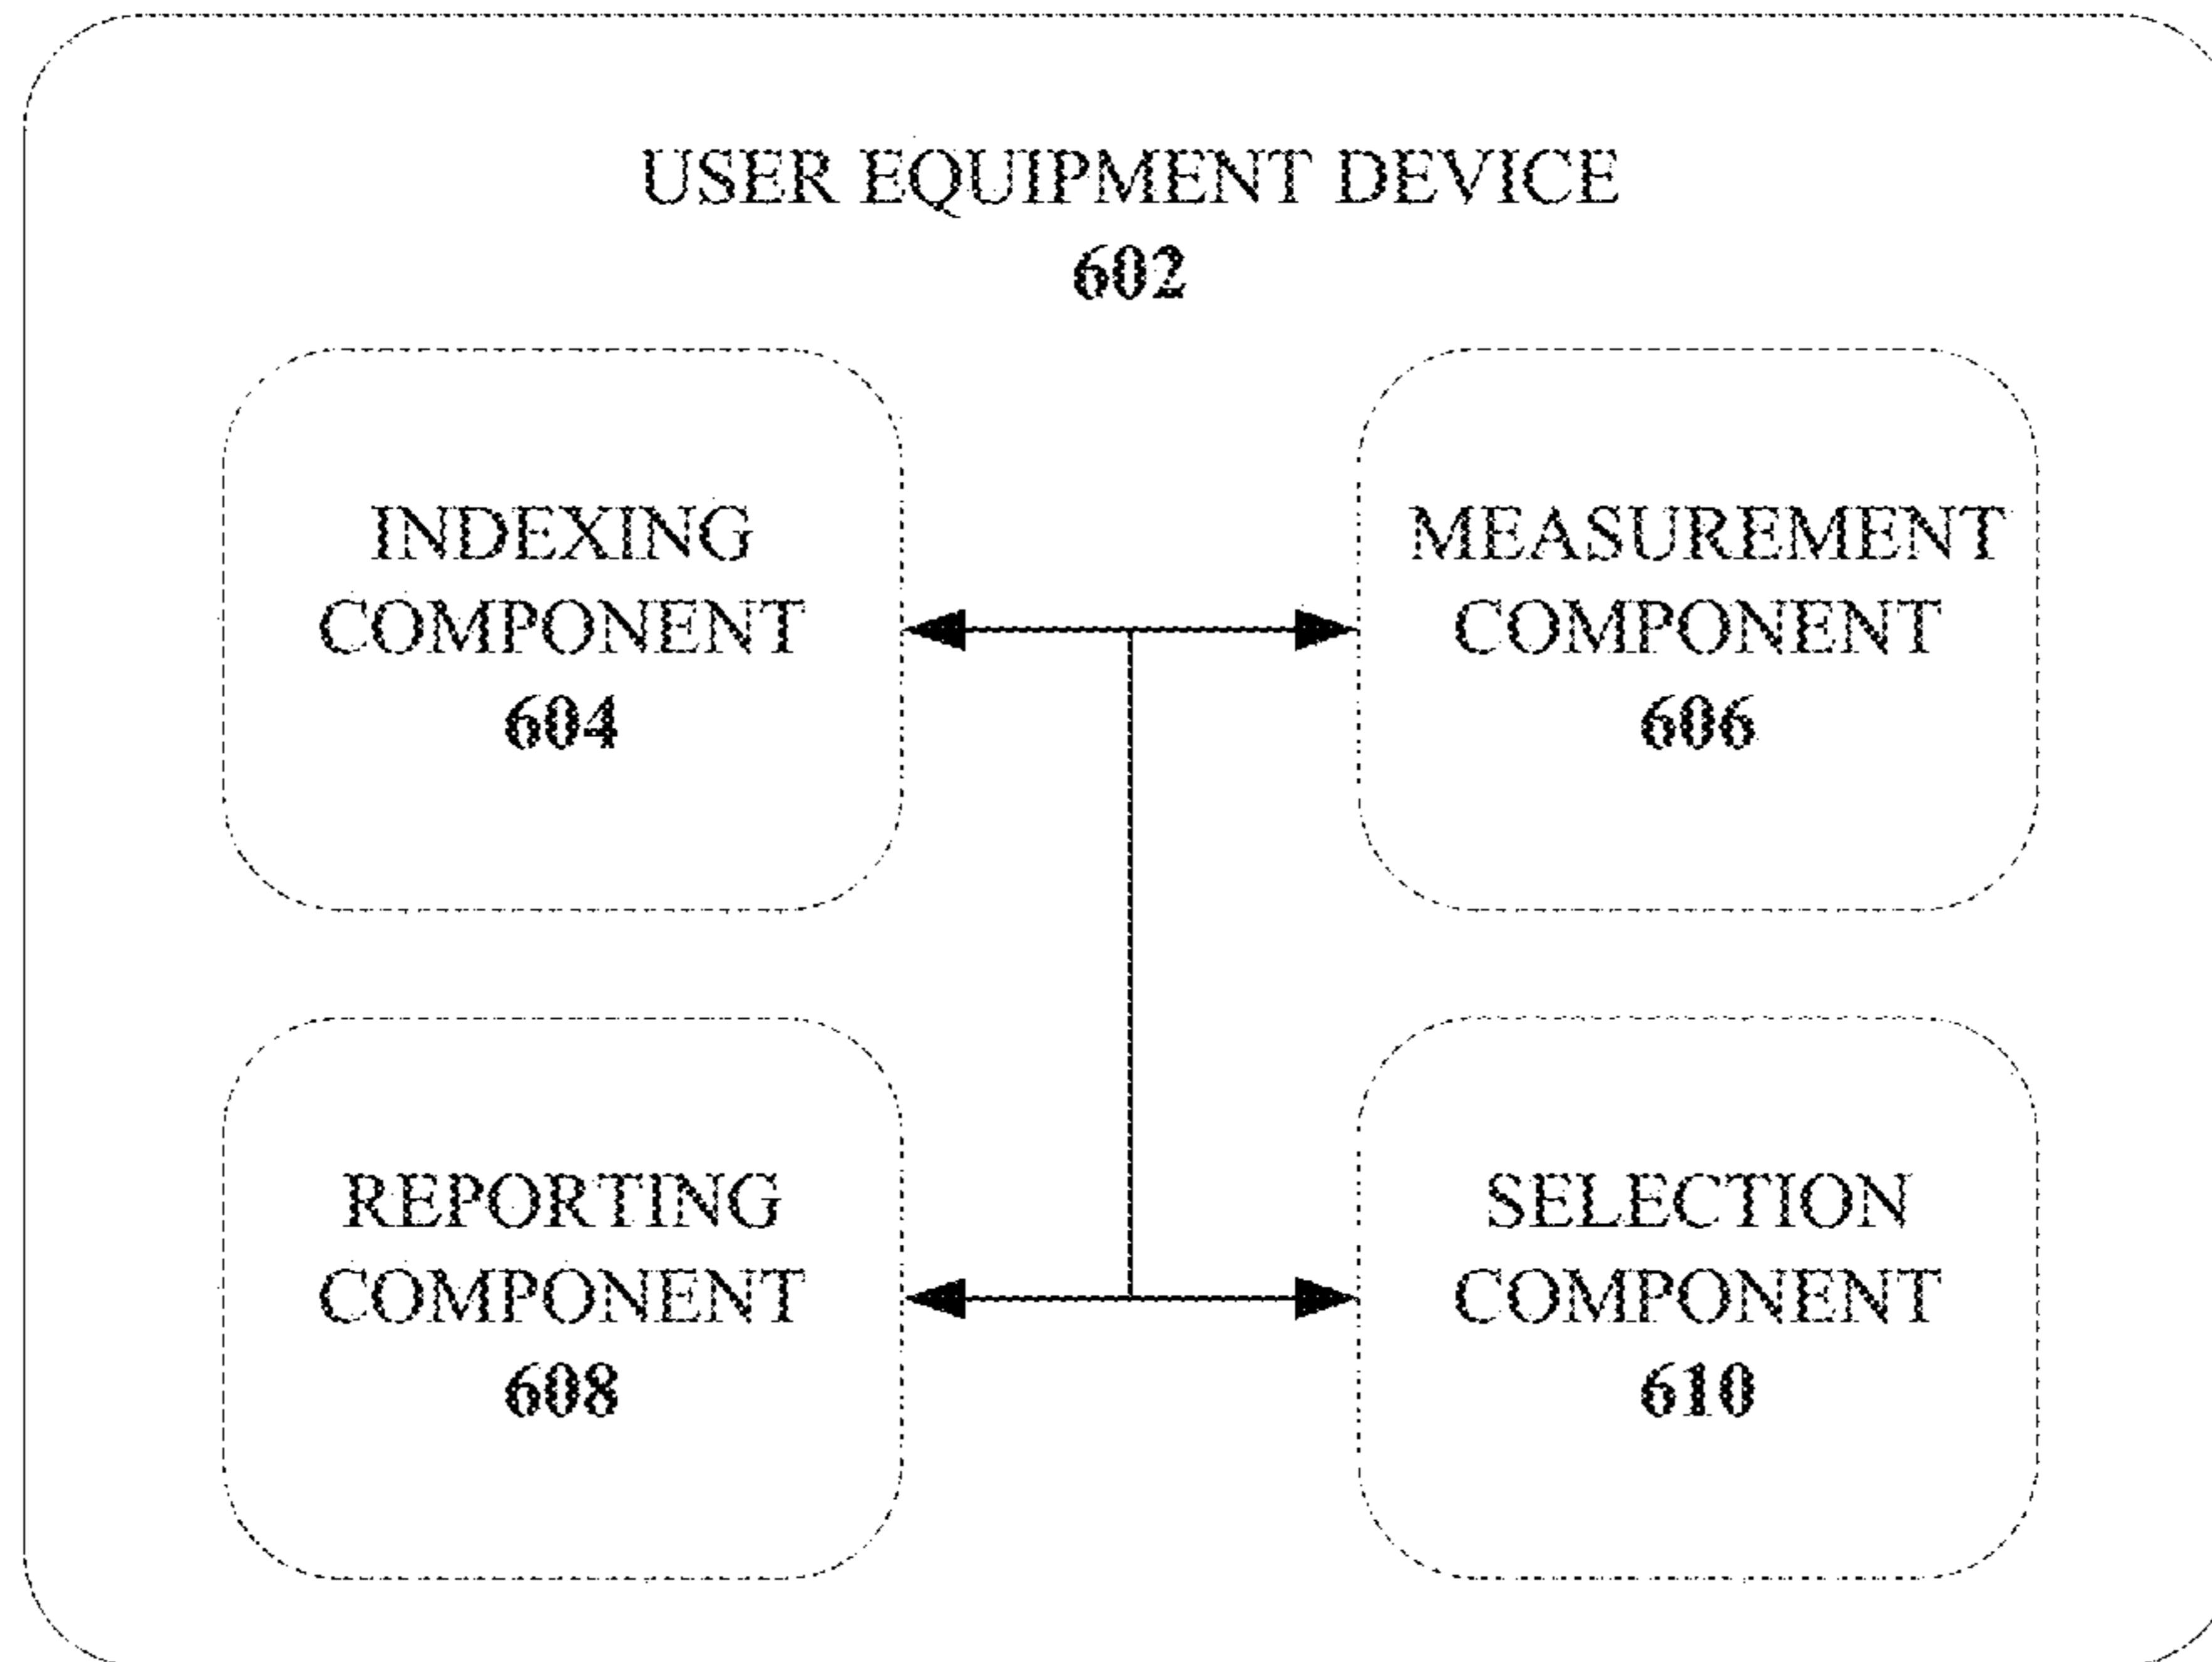 USER EQUIPMENT DEVICE
602
INDEXING
COMPONENT
604
MEASUREMENT
COMPONENT
606
REPORTING
COMPONENT
608
SELECTION
COMPONENT
610